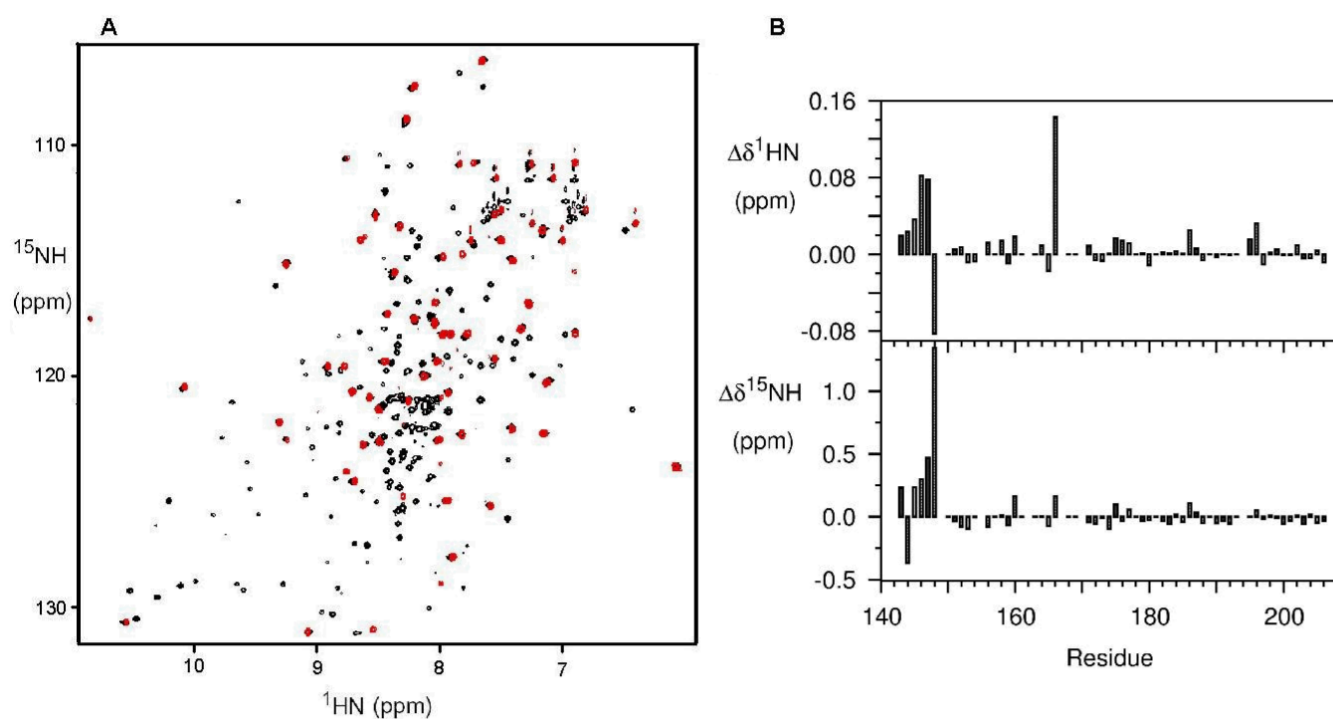 A
110
15NH
(ppm)
120
130
10
9
8
7
1HN (ppm)
B
0.16
Δδ1HN
0.08
(ppm)
0.00
-0.08
1.0
Δδ15NH
0.5
(ppm)
0.0
-0.5
140
160
180
200
Residue